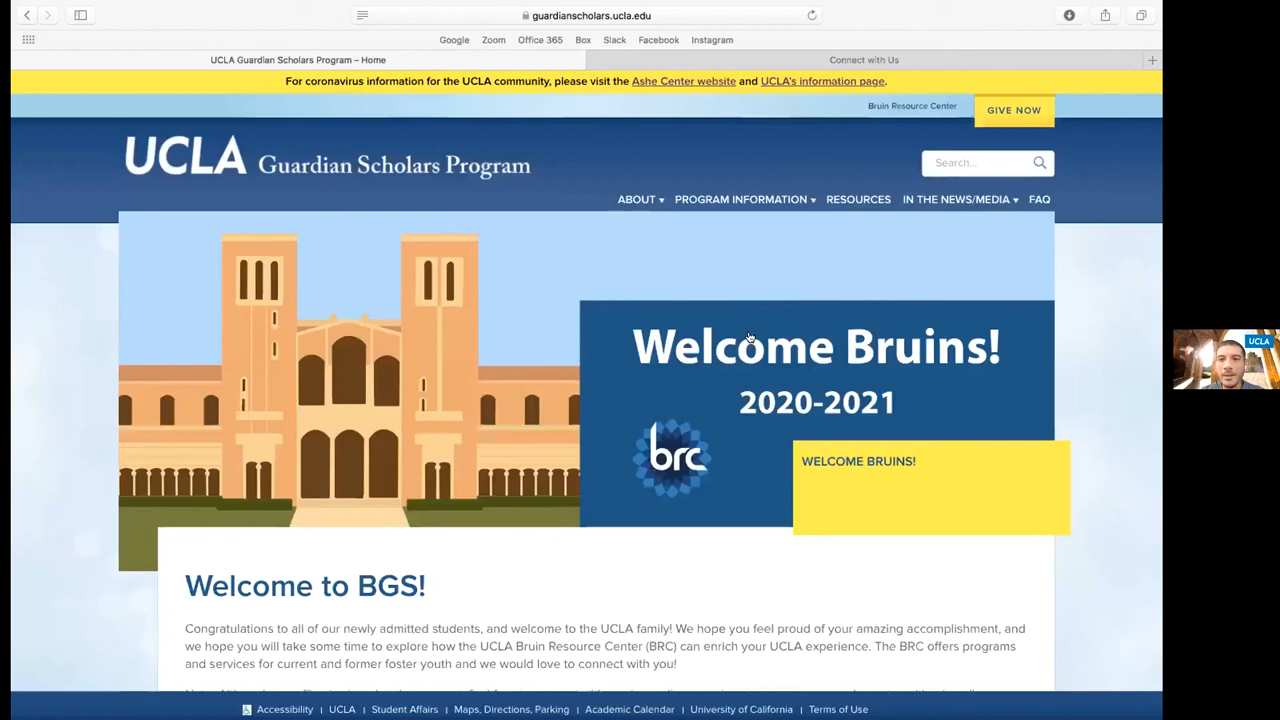 guardianscholars.ucla.edu
Google Zoom Office 365 Box Slack Facebook Instagram
UCLA Guardian Scholars Program – Home
Connect with Us
For coronavirus information for the UCLA community, please visit the Ashe Center website and UCLA's information page.
Bruin Resource Center
GIVE NOW
UCLA Guardian Scholars Program
Search...
ABOUT PROGRAM INFORMATION RESOURCES IN THE NEWS/MEDIA FAQ
Welcome Bruins!
2020-2021
brc
WELCOME BRUINS!
UCLA
Welcome to BGS!
Congratulations to all of our newly admitted students, and welcome to the UCLA family! We hope you feel proud of your amazing accomplishment, and
we hope you will take some time to explore how the UCLA Bruin Resource Center (BRC) can enrich your UCLA experience. The BRC offers programs
and services for current and former foster youth and we would love to connect with you!
Accessibility | UCLA | Student Affairs | Maps, Directions, Parking | Academic Calendar | University of California | Terms of Use